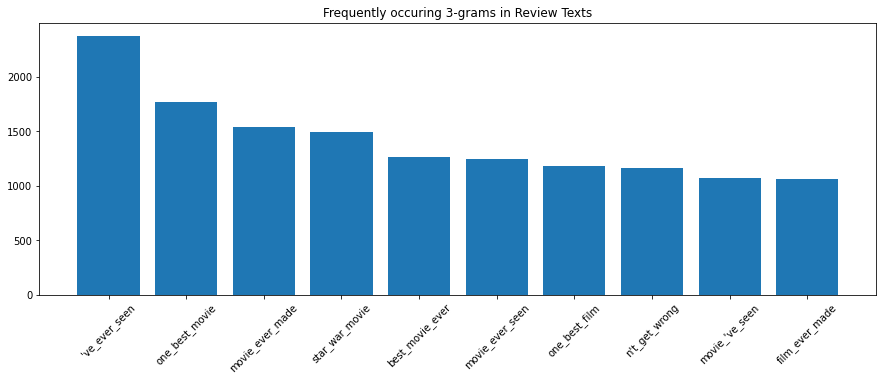 Frequently occuring 3-grams in Review Texts
2000
1500
1000
500
0
've_ever_seen
one_best_movie
movie_ever_made
star_war_movie
best_movie_ever
movie_ever_seen
one_best_film
n't_get_wrong
movie_'ve_seen
film_ever_made